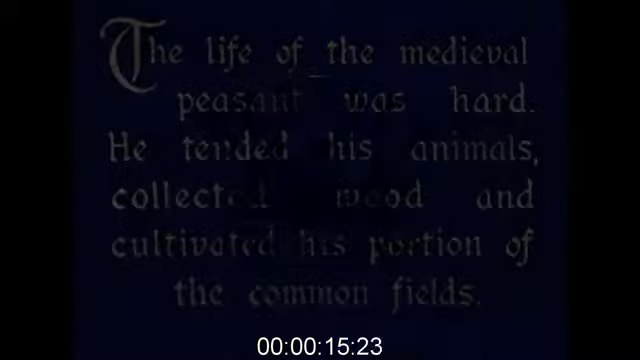 The life of the medieval
peasant was hard.
He tended his animals,
collected wood and
cultivated his portion of
the common fields.
00:00:15:23